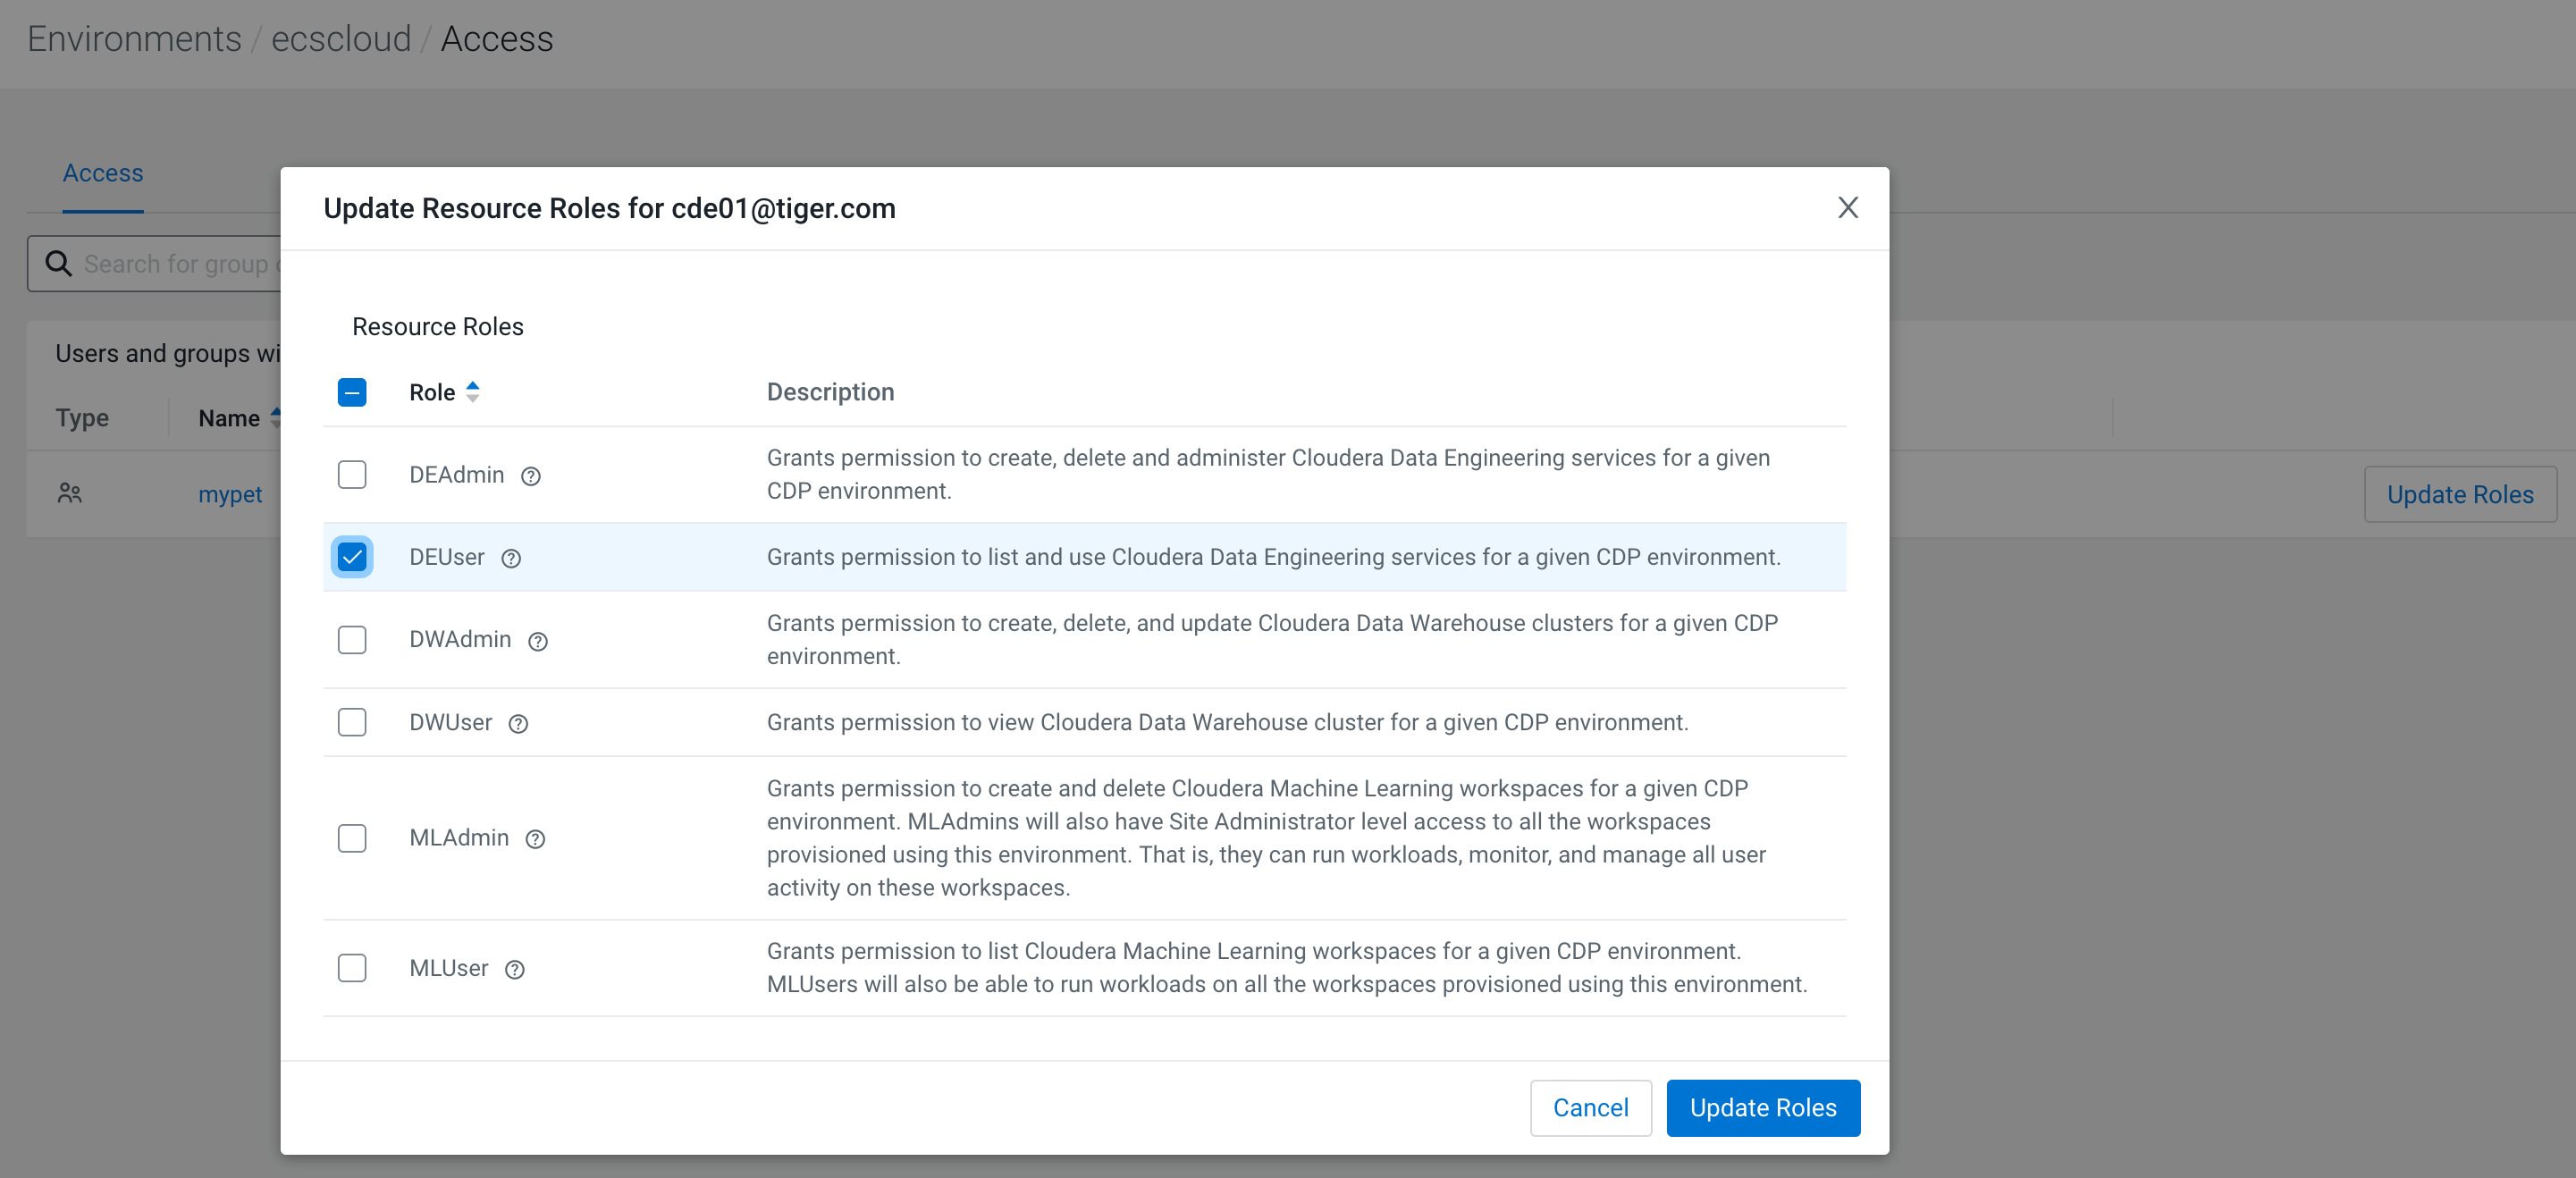 Environments / ecscloud / Access
Access
Update Resource Roles for cde01@tiger.com
Search for group
Resource Roles
Users and groups wi
Role
Description
Type
Name
DEAdmin
Grants permission to create, delete and administer Cloudera Data Engineering services for a given
CDP environment.
mypet
Update Roles
DEUser
Grants permission to list and use Cloudera Data Engineering services for a given CDP environment.
DWAdmin
Grants permission to create, delete, and update Cloudera Data Warehouse clusters for a given CDP
environment.
DWUser
Grants permission to view Cloudera Data Warehouse cluster for a given CDP environment.
MLAdmin
Grants permission to create and delete Cloudera Machine Learning workspaces for a given CDP
environment. MLAdmins will also have Site Administrator level access to all the workspaces
provisioned using this environment. That is, they can run workloads, monitor, and manage all user
activity on these workspaces.
MLUser
Grants permission to list Cloudera Machine Learning workspaces for a given CDP environment.
MLUsers will also be able to run workloads on all the workspaces provisioned using this environment.
Cancel
Update Roles